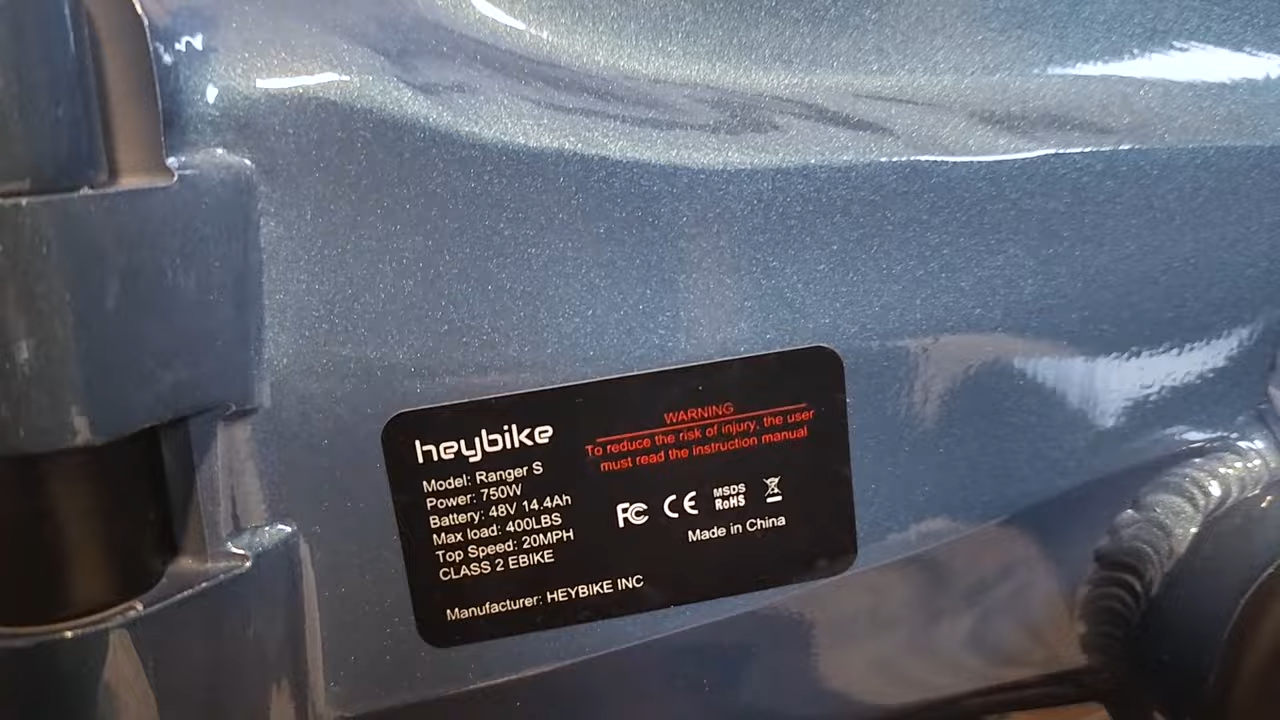 heybike
Model: Ranger S
Power: 750W
Battery: 48V 14.4Ah
Max load: 400LBS
Top Speed: 20MPH
CLASS 2 EBIKE
Manufacturer: HEYBIKE INC
WARNING
To reduce the risk of injury, the user
must read the instruction manual
FC CE MSDS
RoHS
Made in China